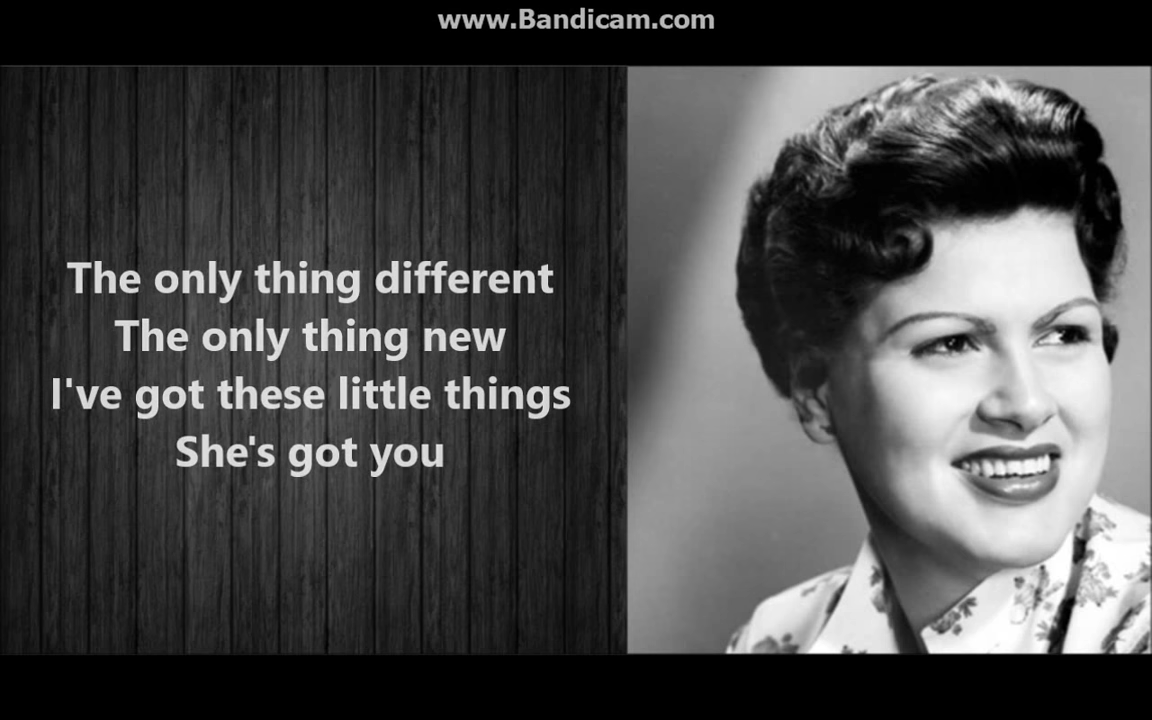 www.Bandicam.com
The only thing different
The only thing new
I've got these little things
She's got you